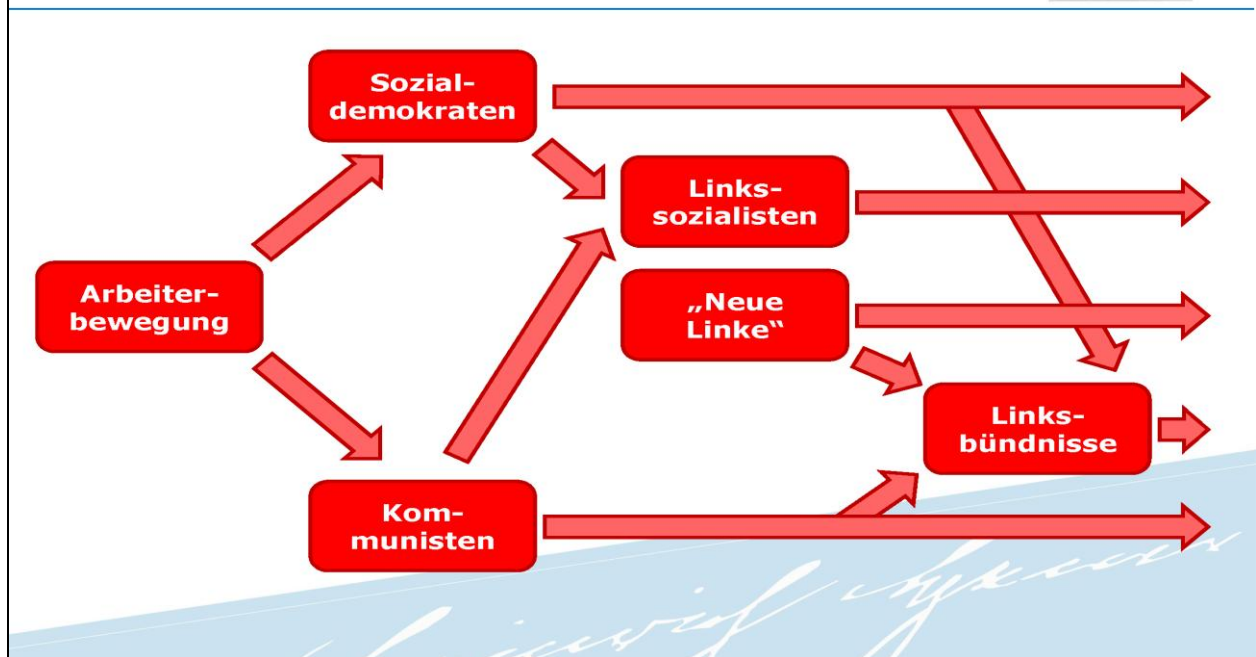 Sozial-
demokraten
Links-
sozialisten
Arbeiter-
bewegung
„Neue
Linke“
Links-
bündnisse
Kom-
munisten